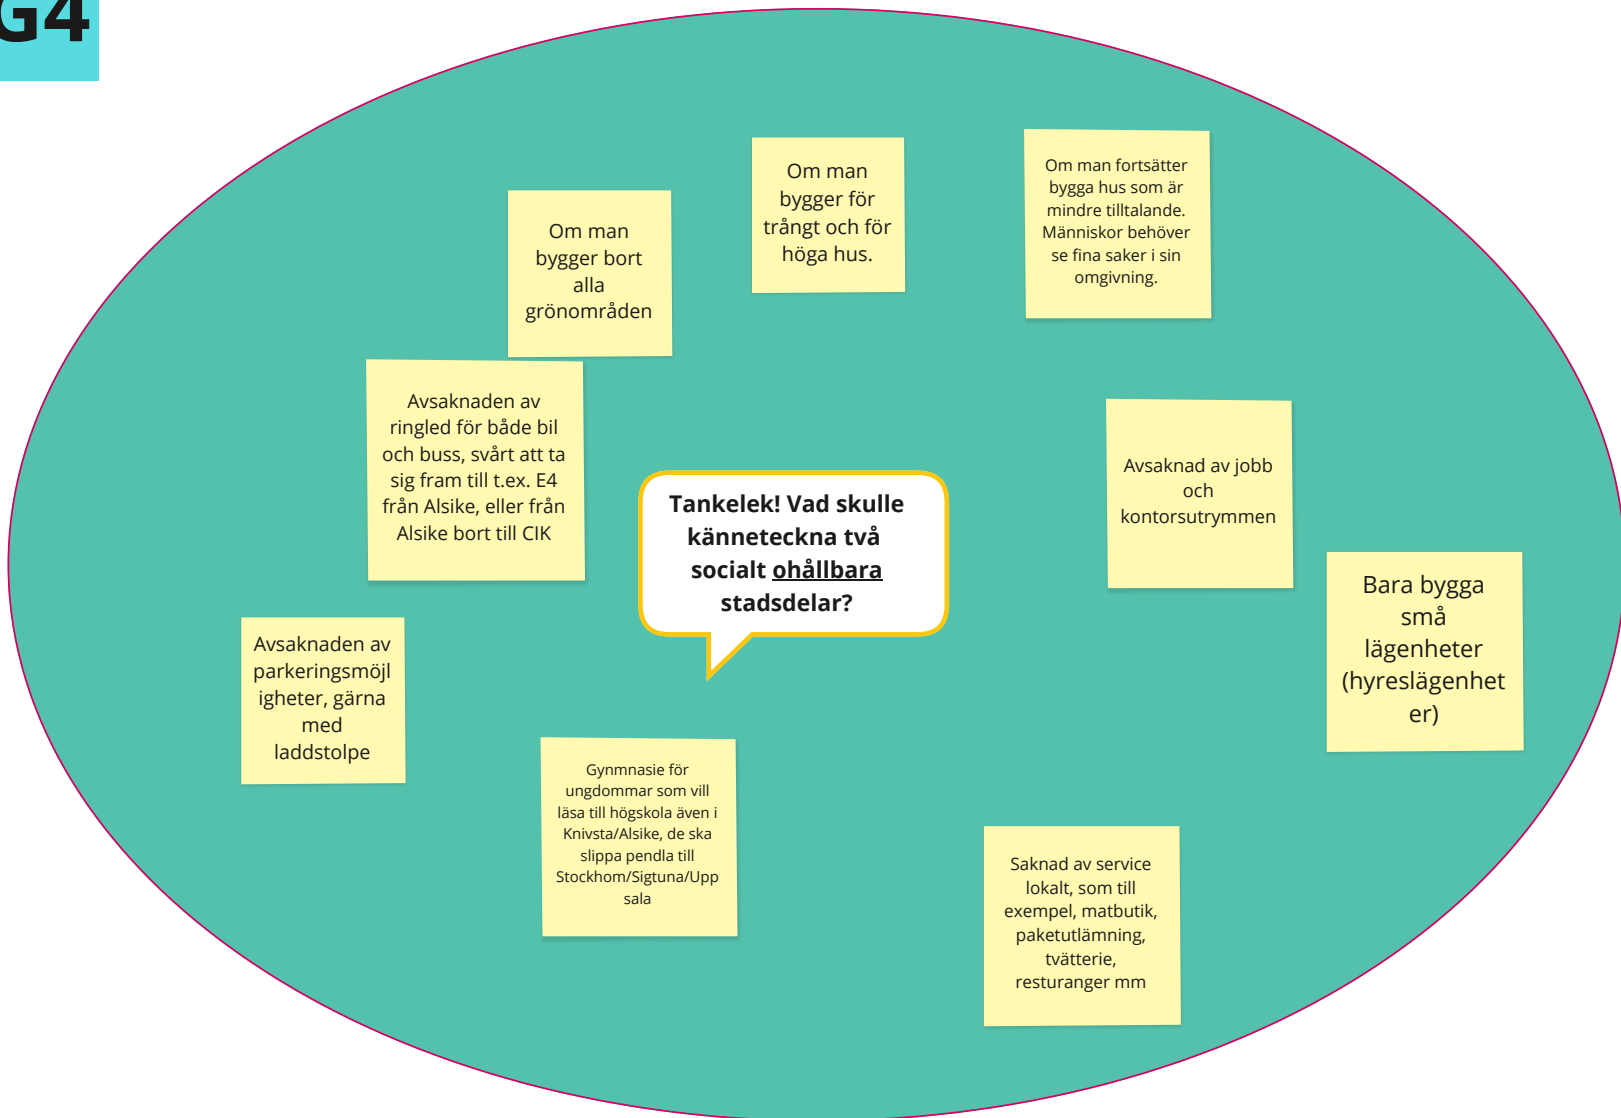 G4
Om man
bygger för
trångt och för
höga hus.
Om man fortsätter
bygga hus som är
mindre tilltalande.
Människor behöver
se fina saker i sin
omgivning.
Om man
bygger bort
alla
grönområden
Avsaknaden av
ringled för både bil
och buss, svårt att ta
sig fram till t.ex. E4
från Alsike, eller från
Alsike bort till CIK
Tankelek! Vad skulle
känneteckna två
socialt ohållbara
stadsdelar?
Avsaknad av jobb
och
kontorsutrymmen
Bara bygga
små
lägenheter
(hyreslägenhet
er)
Avsaknaden av
parkeringsmöjl
igheter, gärna
med
laddstolpe
Gynmnasie för
ungdommar som vill
läsa till högskola även i
Knivsta/Alsike, de ska
slippa pendla till
Stockhom/Sigtuna/Upp
sala
Saknad av service
lokalt, som till
exempel, matbutik,
paketutlämning,
tvätterie,
resturanger mm